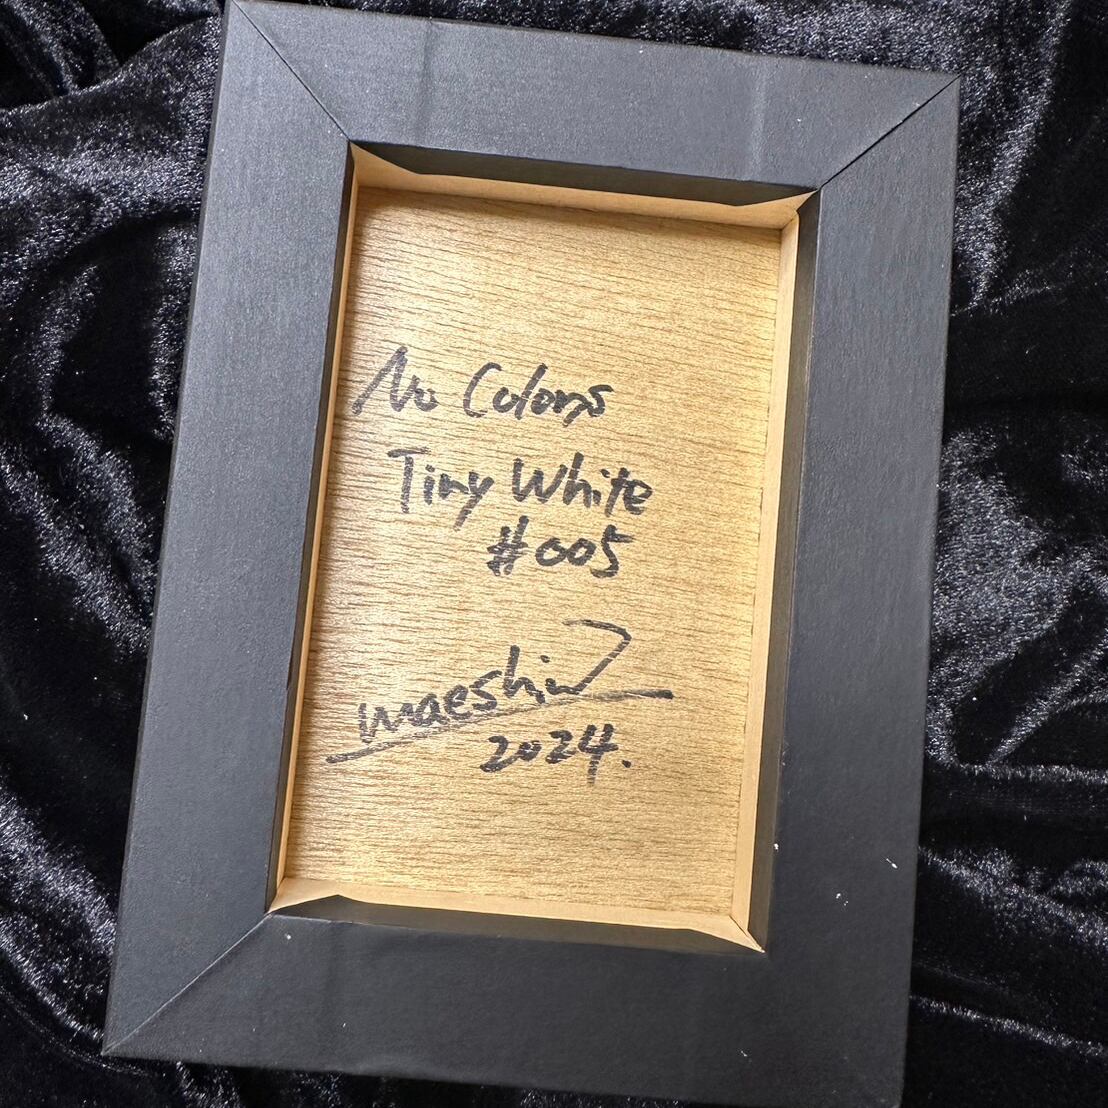 No Colors
Tiny White
#005
maeshin
2024.